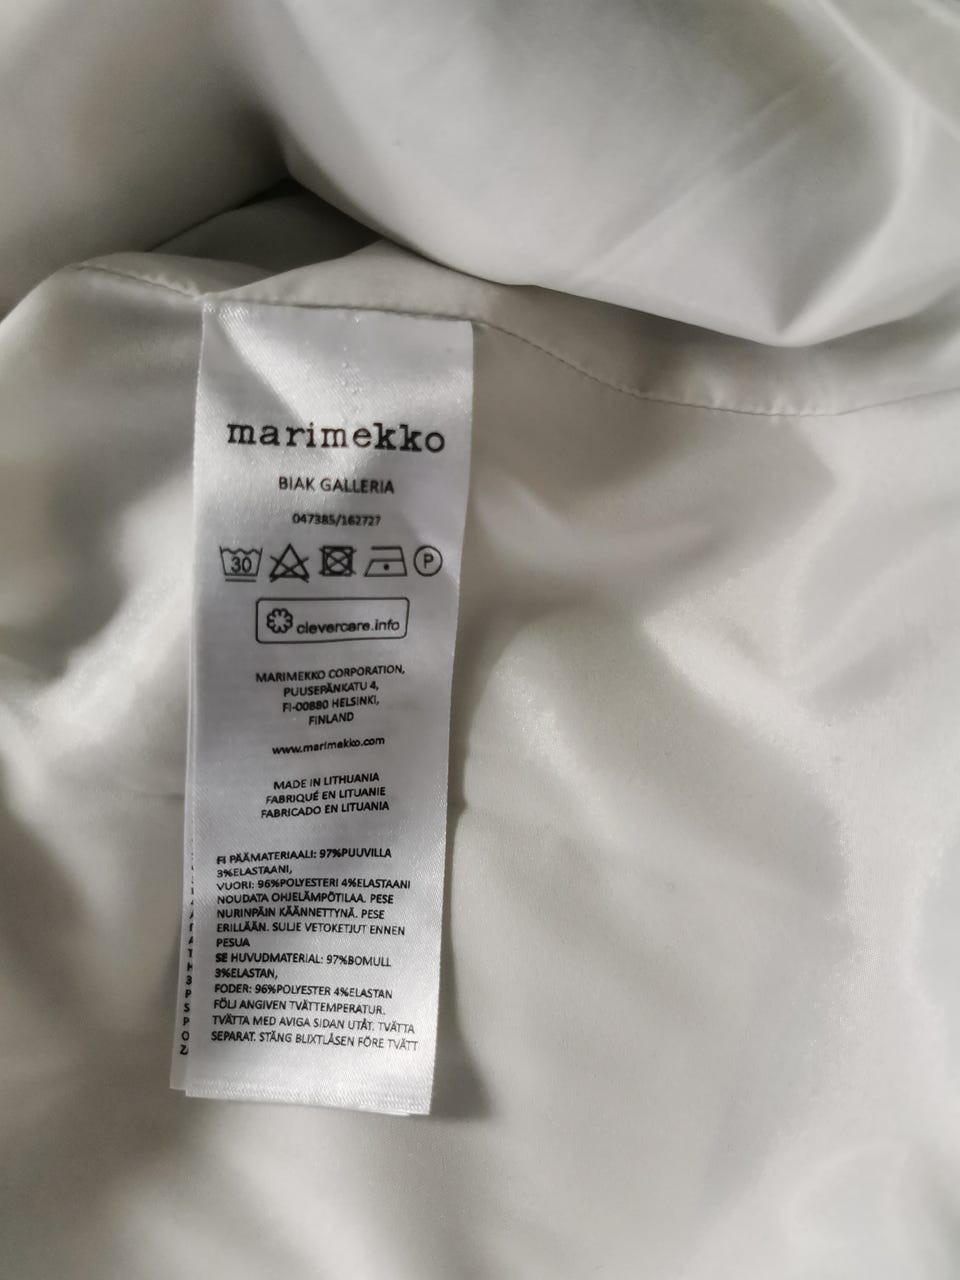 marimekko
BIAK GALLERIA
047385/162727
30 P
clevercare.info
MARIMEKKO CORPORATION,
PUUSEPÄNKATU 4,
FI-00880 HELSINKI,
FINLAND
www.marimekko.com
MADE IN LITHUANIA
FABRIQUÉ EN LITUANIE
FABRICADO EN LITUANIA
FI PÄÄMATERIAALI: 97%PUUVILLA
3%ELASTAANI,
VUORI: 96%POLYESTERI 4%ELASTAANI
NOUDATA OHJELÄMPÖTILAA. PESE
NURINPÄIN KÄÄNNETTYNÄ. PESE
ERILLÄÄN. SULJE VETOKETJUT ENNEN
PESUA
SE HUVUDMATERIAL: 97%BOMULL
3%ELASTAN,
FODER: 96%POLYESTER 4%ELASTAN
FÖLJ ANGIVEN TVÄTTEMPERATUR.
TVÄTTA MED AVIGA SIDAN UTÅT. TVÄTTA
SEPARAT. STÄNG BLIXTLÅSEN FÖRE TVÄTT